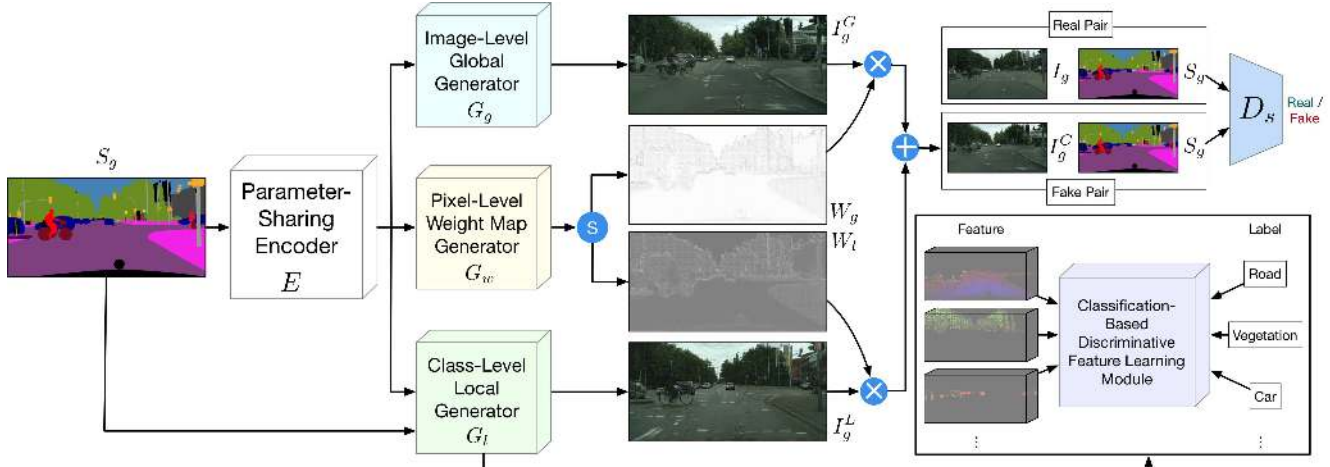 S_g
Parameter-
Sharing
Encoder
E
Image-Level
Global
Generator
G_g
Pixel-Level
Weight Map
Generator
G_w
Class-Level
Local
Generator
G_l
S
I_g^G
W_g
W_l
I_g^L
Real Pair
I_g
S_g
I_g^C
S_g
Fake Pair
D_s
Real /
Fake
Feature
Label
Classification-
Based
Discriminative
Feature Learning
Module
Road
Vegetation
Car
⋮
⋮